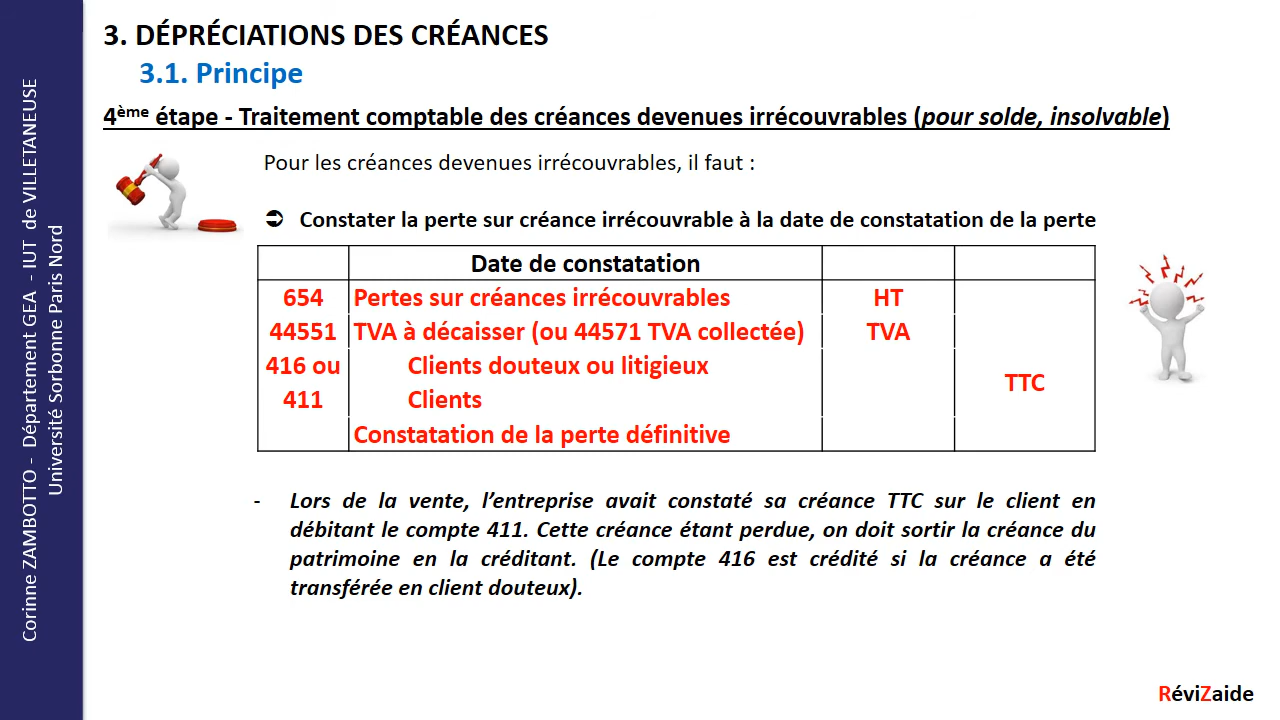 Corinne ZAMBOTTO - Département GEA - IUT de VILLETANEUSE
Université Sorbonne Paris Nord
3. DÉPRÉCIATIONS DES CRÉANCES
3.1. Principe
4ème étape - Traitement comptable des créances devenues irrécouvrables (pour solde, insolvable)
Pour les créances devenues irrécouvrables, il faut :
➲ Constater la perte sur créance irrécouvrable à la date de constatation de la perte
Date de constatation
654 Pertes sur créances irrécouvrables HT
44551 TVA à décaisser (ou 44571 TVA collectée) TVA
416 ou Clients douteux ou litigieux
TTC
411 Clients
Constatation de la perte définitive
- Lors de la vente, l’entreprise avait constaté sa créance TTC sur le client en
débitant le compte 411. Cette créance étant perdue, on doit sortir la créance du
patrimoine en la créditant. (Le compte 416 est crédité si la créance a été
transférée en client douteux).
RéviZaide